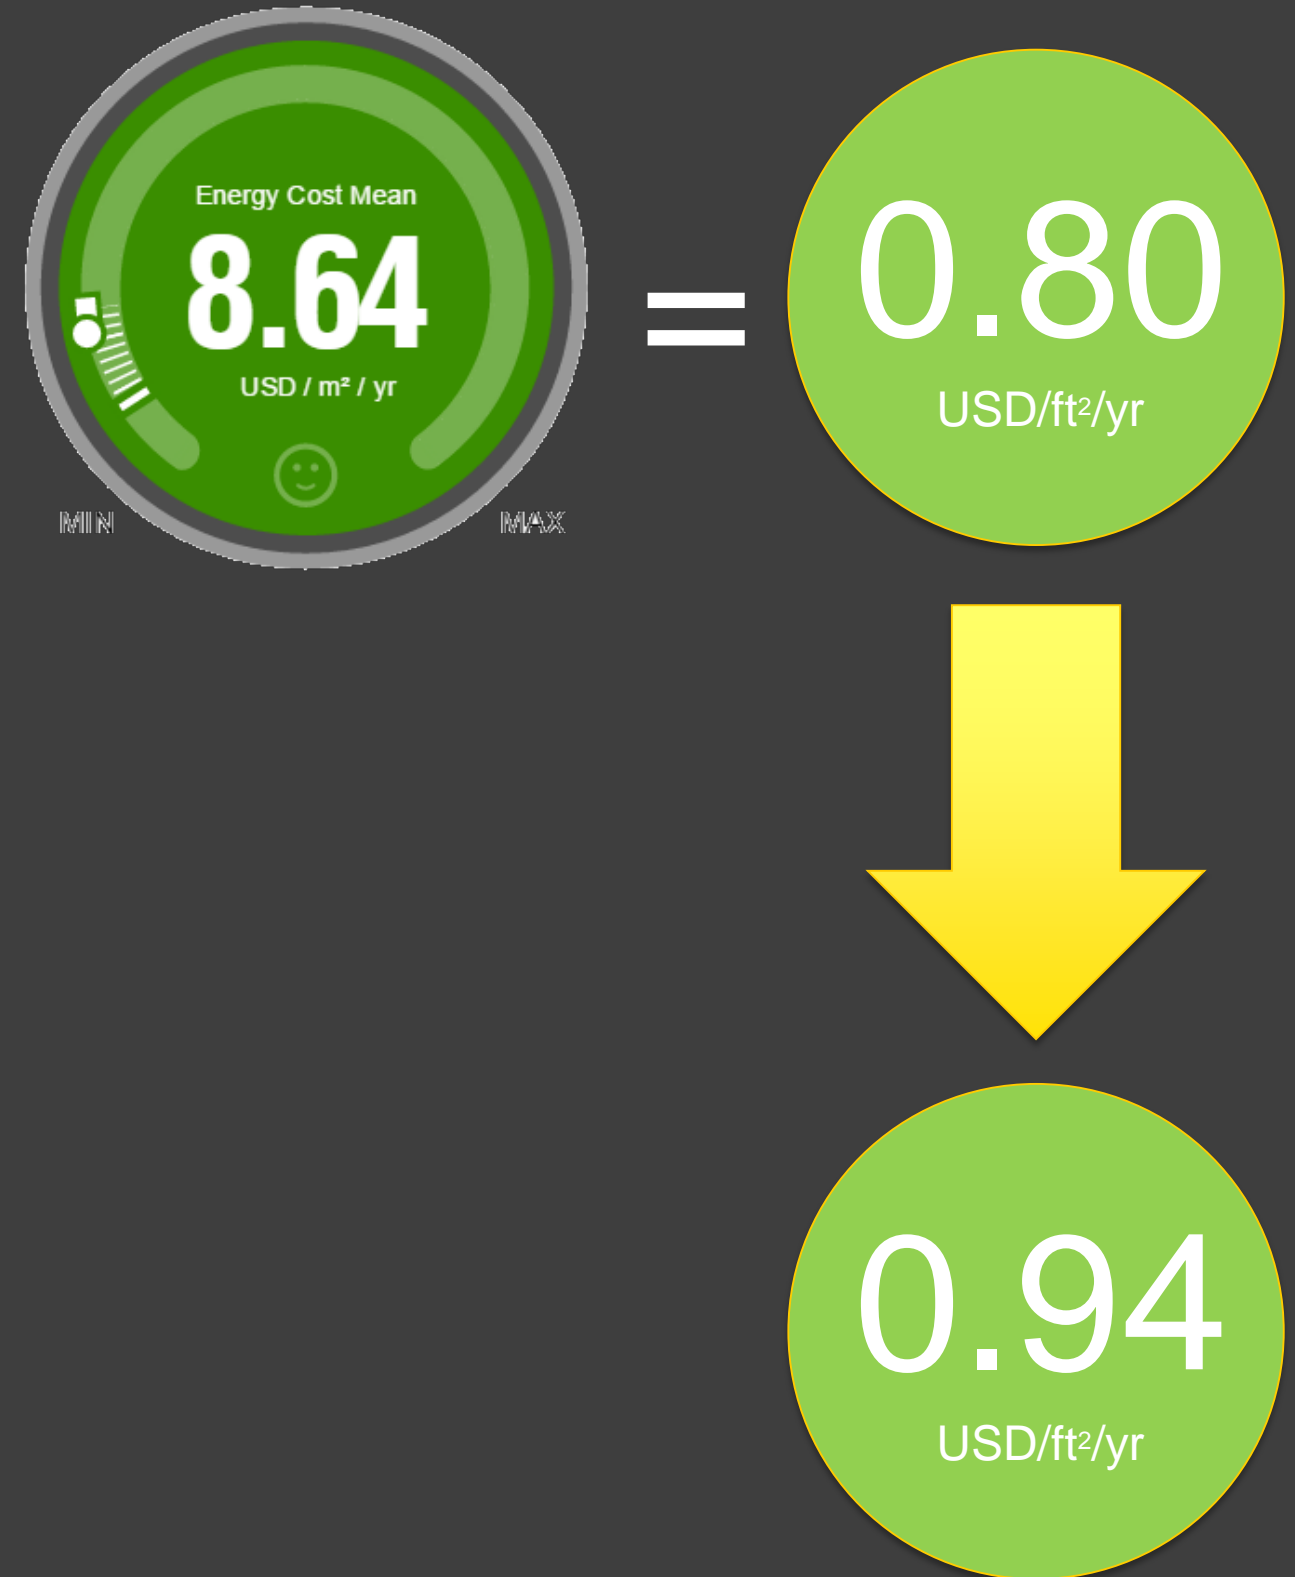 Energy Cost Mean
8.64
USD / m² / yr
MIN
MAX
=
0.80
USD/ft²/yr
0.94
USD/ft²/yr